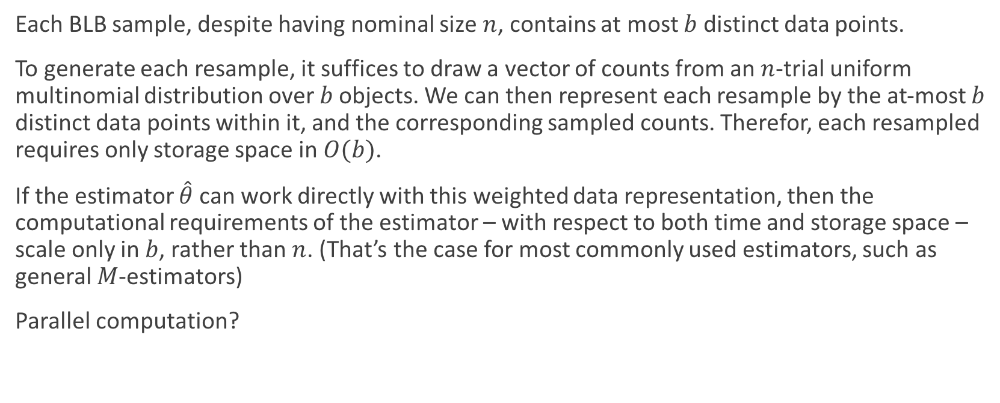 Each BLB sample, despite having nominal size n, contains at most b distinct data points.
To generate each resample, it suffices to draw a vector of counts from an n-trial uniform
multinomial distribution over b objects. We can then represent each resample by the at-most b
distinct data points within it, and the corresponding sampled counts. Therefor, each resampled
requires only storage space in O(b).
If the estimator θ̂ can work directly with this weighted data representation, then the
computational requirements of the estimator – with respect to both time and storage space –
scale only in b, rather than n. (That’s the case for most commonly used estimators, such as
general M-estimators)
Parallel computation?